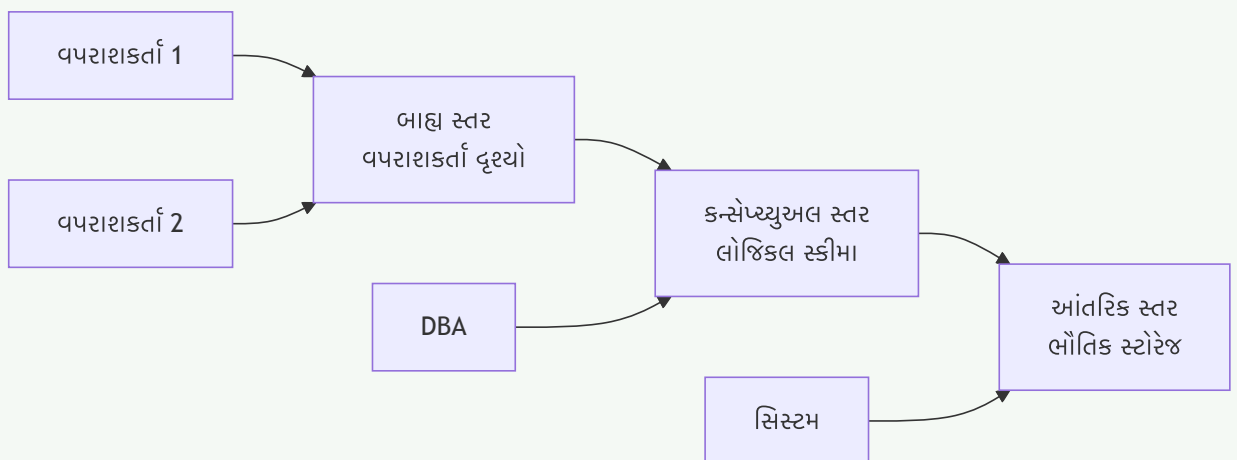 વપરાશકર્તા 1
બાહ્ય સ્તર
વપરાશકર્તા દૃશ્યો
વપરાશકર્તા 2
કન્સેપ્ચ્યુઅલ સ્તર
લોજિકલ સ્કીમા
DBA
આંતરિક સ્તર
ભૌતિક સ્ટોરેજ
સિસ્ટમ